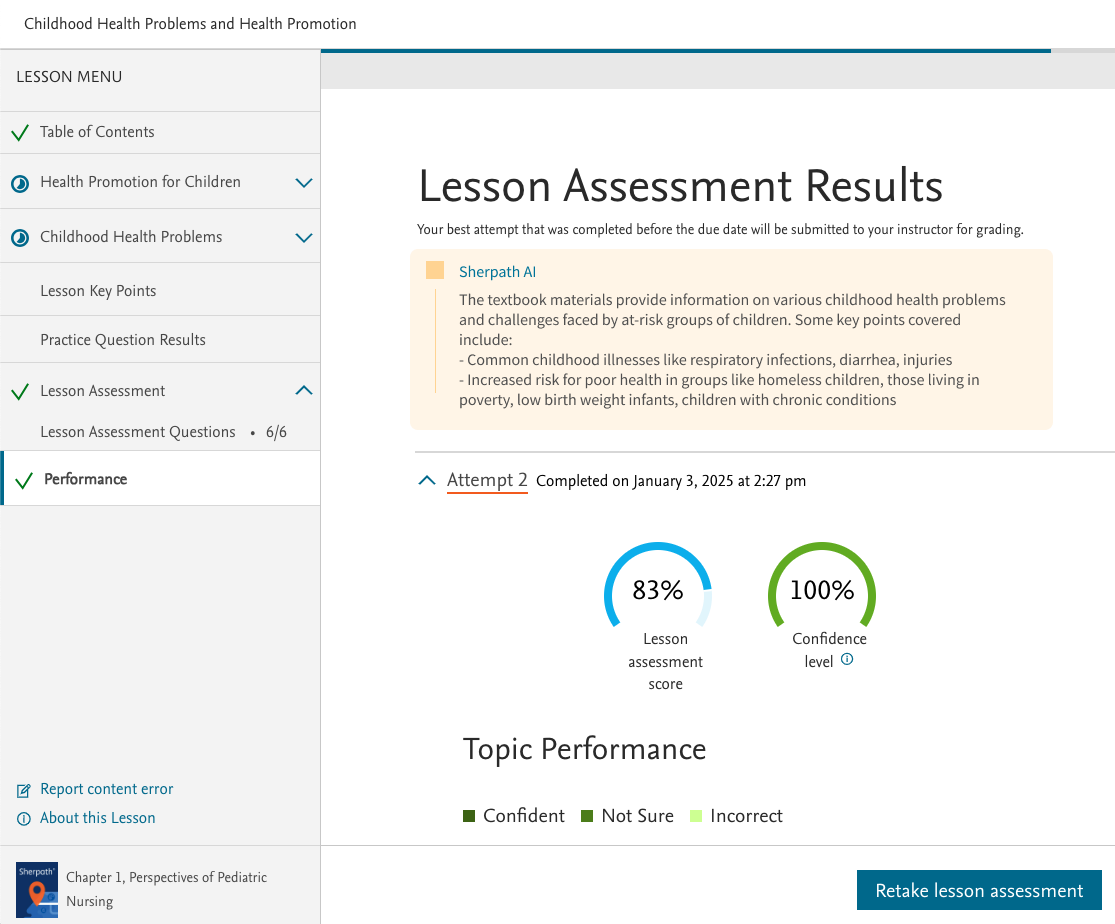 Childhood Health Problems and Health Promotion
LESSON MENU
Table of Contents
Health Promotion for Children
Childhood Health Problems
Lesson Key Points
Practice Question Results
Lesson Assessment
Lesson Assessment Questions • 6/6
Performance
Report content error
About this Lesson
Sherpath
Chapter 1, Perspectives of Pediatric
Nursing
Lesson Assessment Results
Your best attempt that was completed before the due date will be submitted to your instructor for grading.
Sherpath AI
The textbook materials provide information on various childhood health problems
and challenges faced by at-risk groups of children. Some key points covered
include:
- Common childhood illnesses like respiratory infections, diarrhea, injuries
- Increased risk for poor health in groups like homeless children, those living in
poverty, low birth weight infants, children with chronic conditions
Attempt 2 Completed on January 3, 2025 at 2:27 pm
83%
Lesson
assessment
score
100%
Confidence
level
Topic Performance
Confident Not Sure Incorrect
Retake lesson assessment